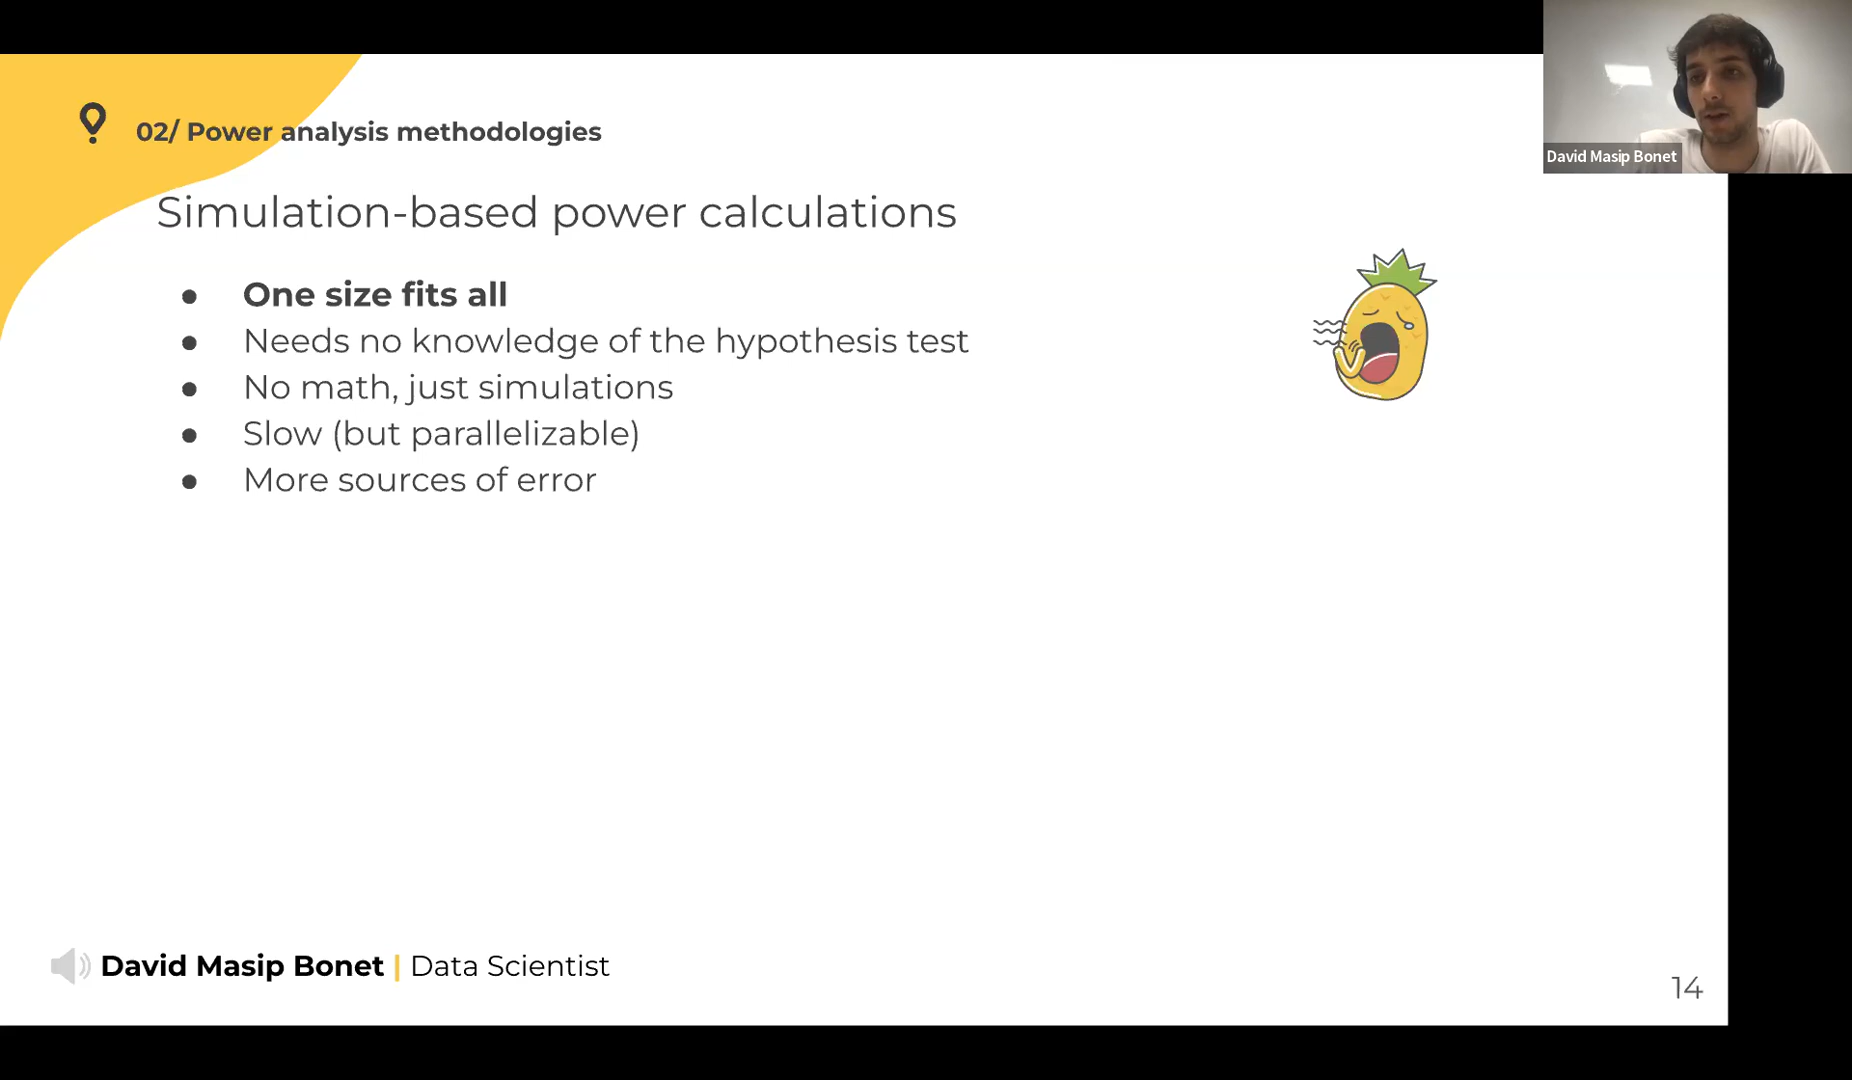 David Masip Bonet
02/ Power analysis methodologies
Simulation-based power calculations
● One size fits all
● Needs no knowledge of the hypothesis test
● No math, just simulations
● Slow (but parallelizable)
● More sources of error
David Masip Bonet | Data Scientist
14